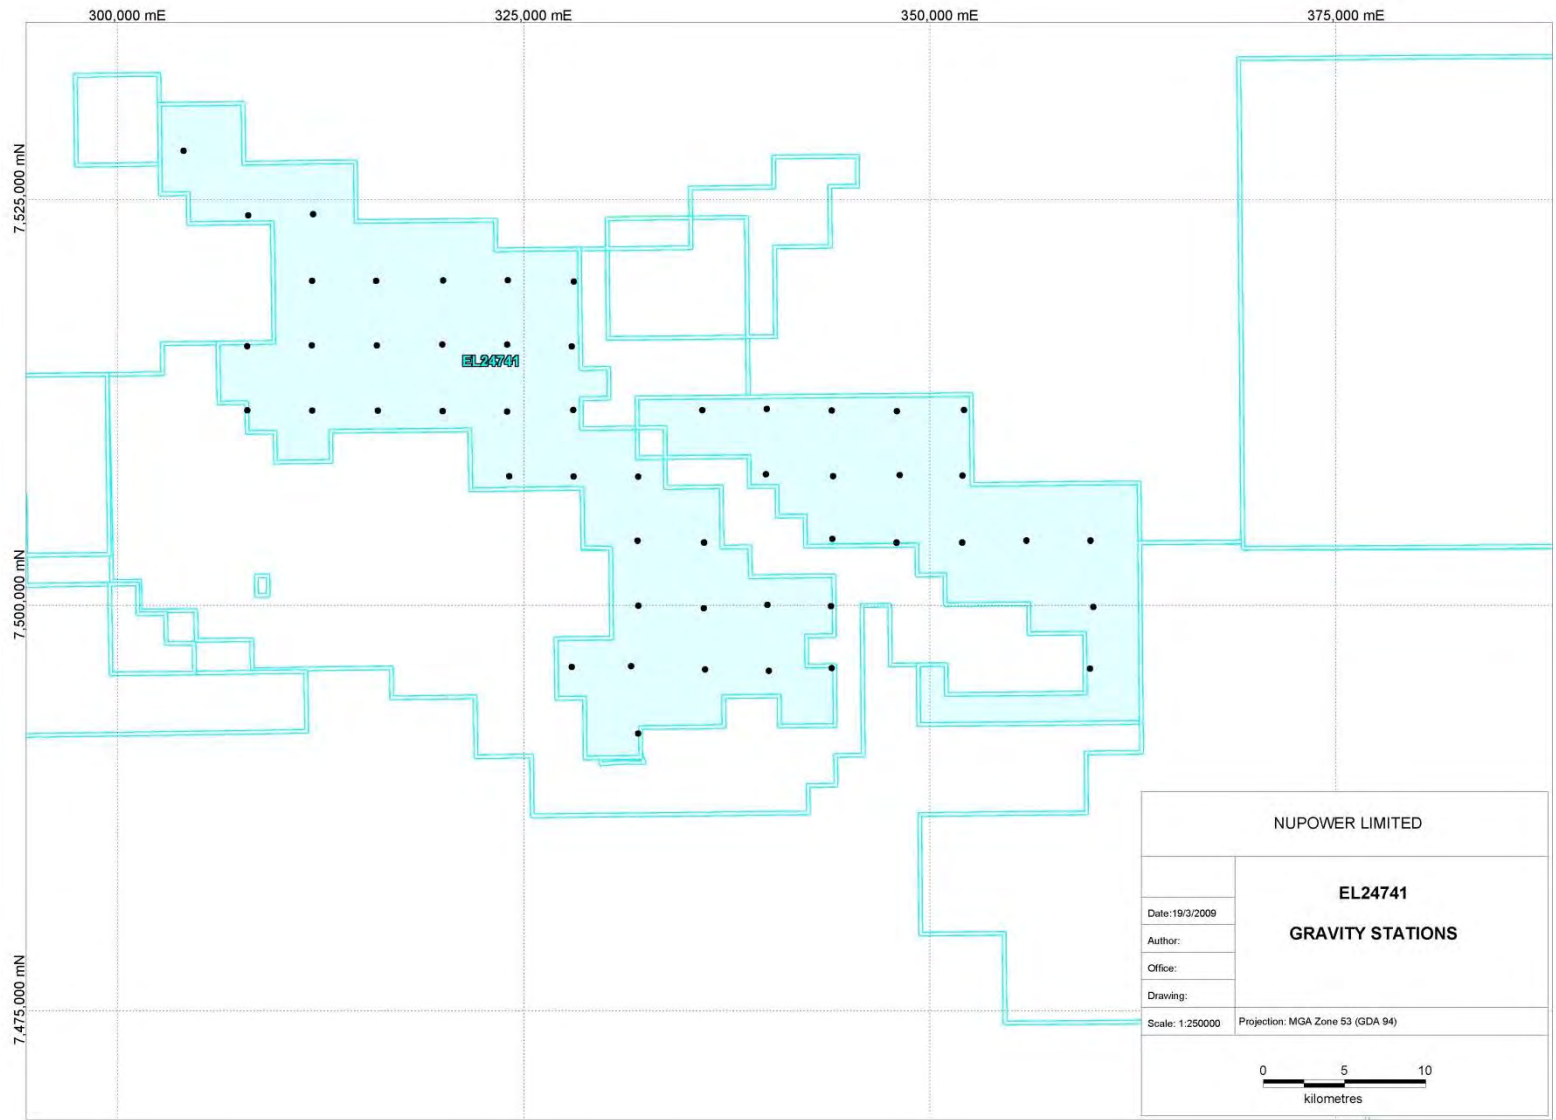 300,000 mE
325,000 mE
350,000 mE
375,000 mE
7,525,000 mN
7,500,000 mN
7,475,000 mN
EL24741
NUPOWER LIMITED
EL24741
GRAVITY STATIONS
Date:19/3/2009
Author:
Office:
Drawing:
Scale: 1:250000
Projection: MGA Zone 53 (GDA 94)
0 5 10
kilometres